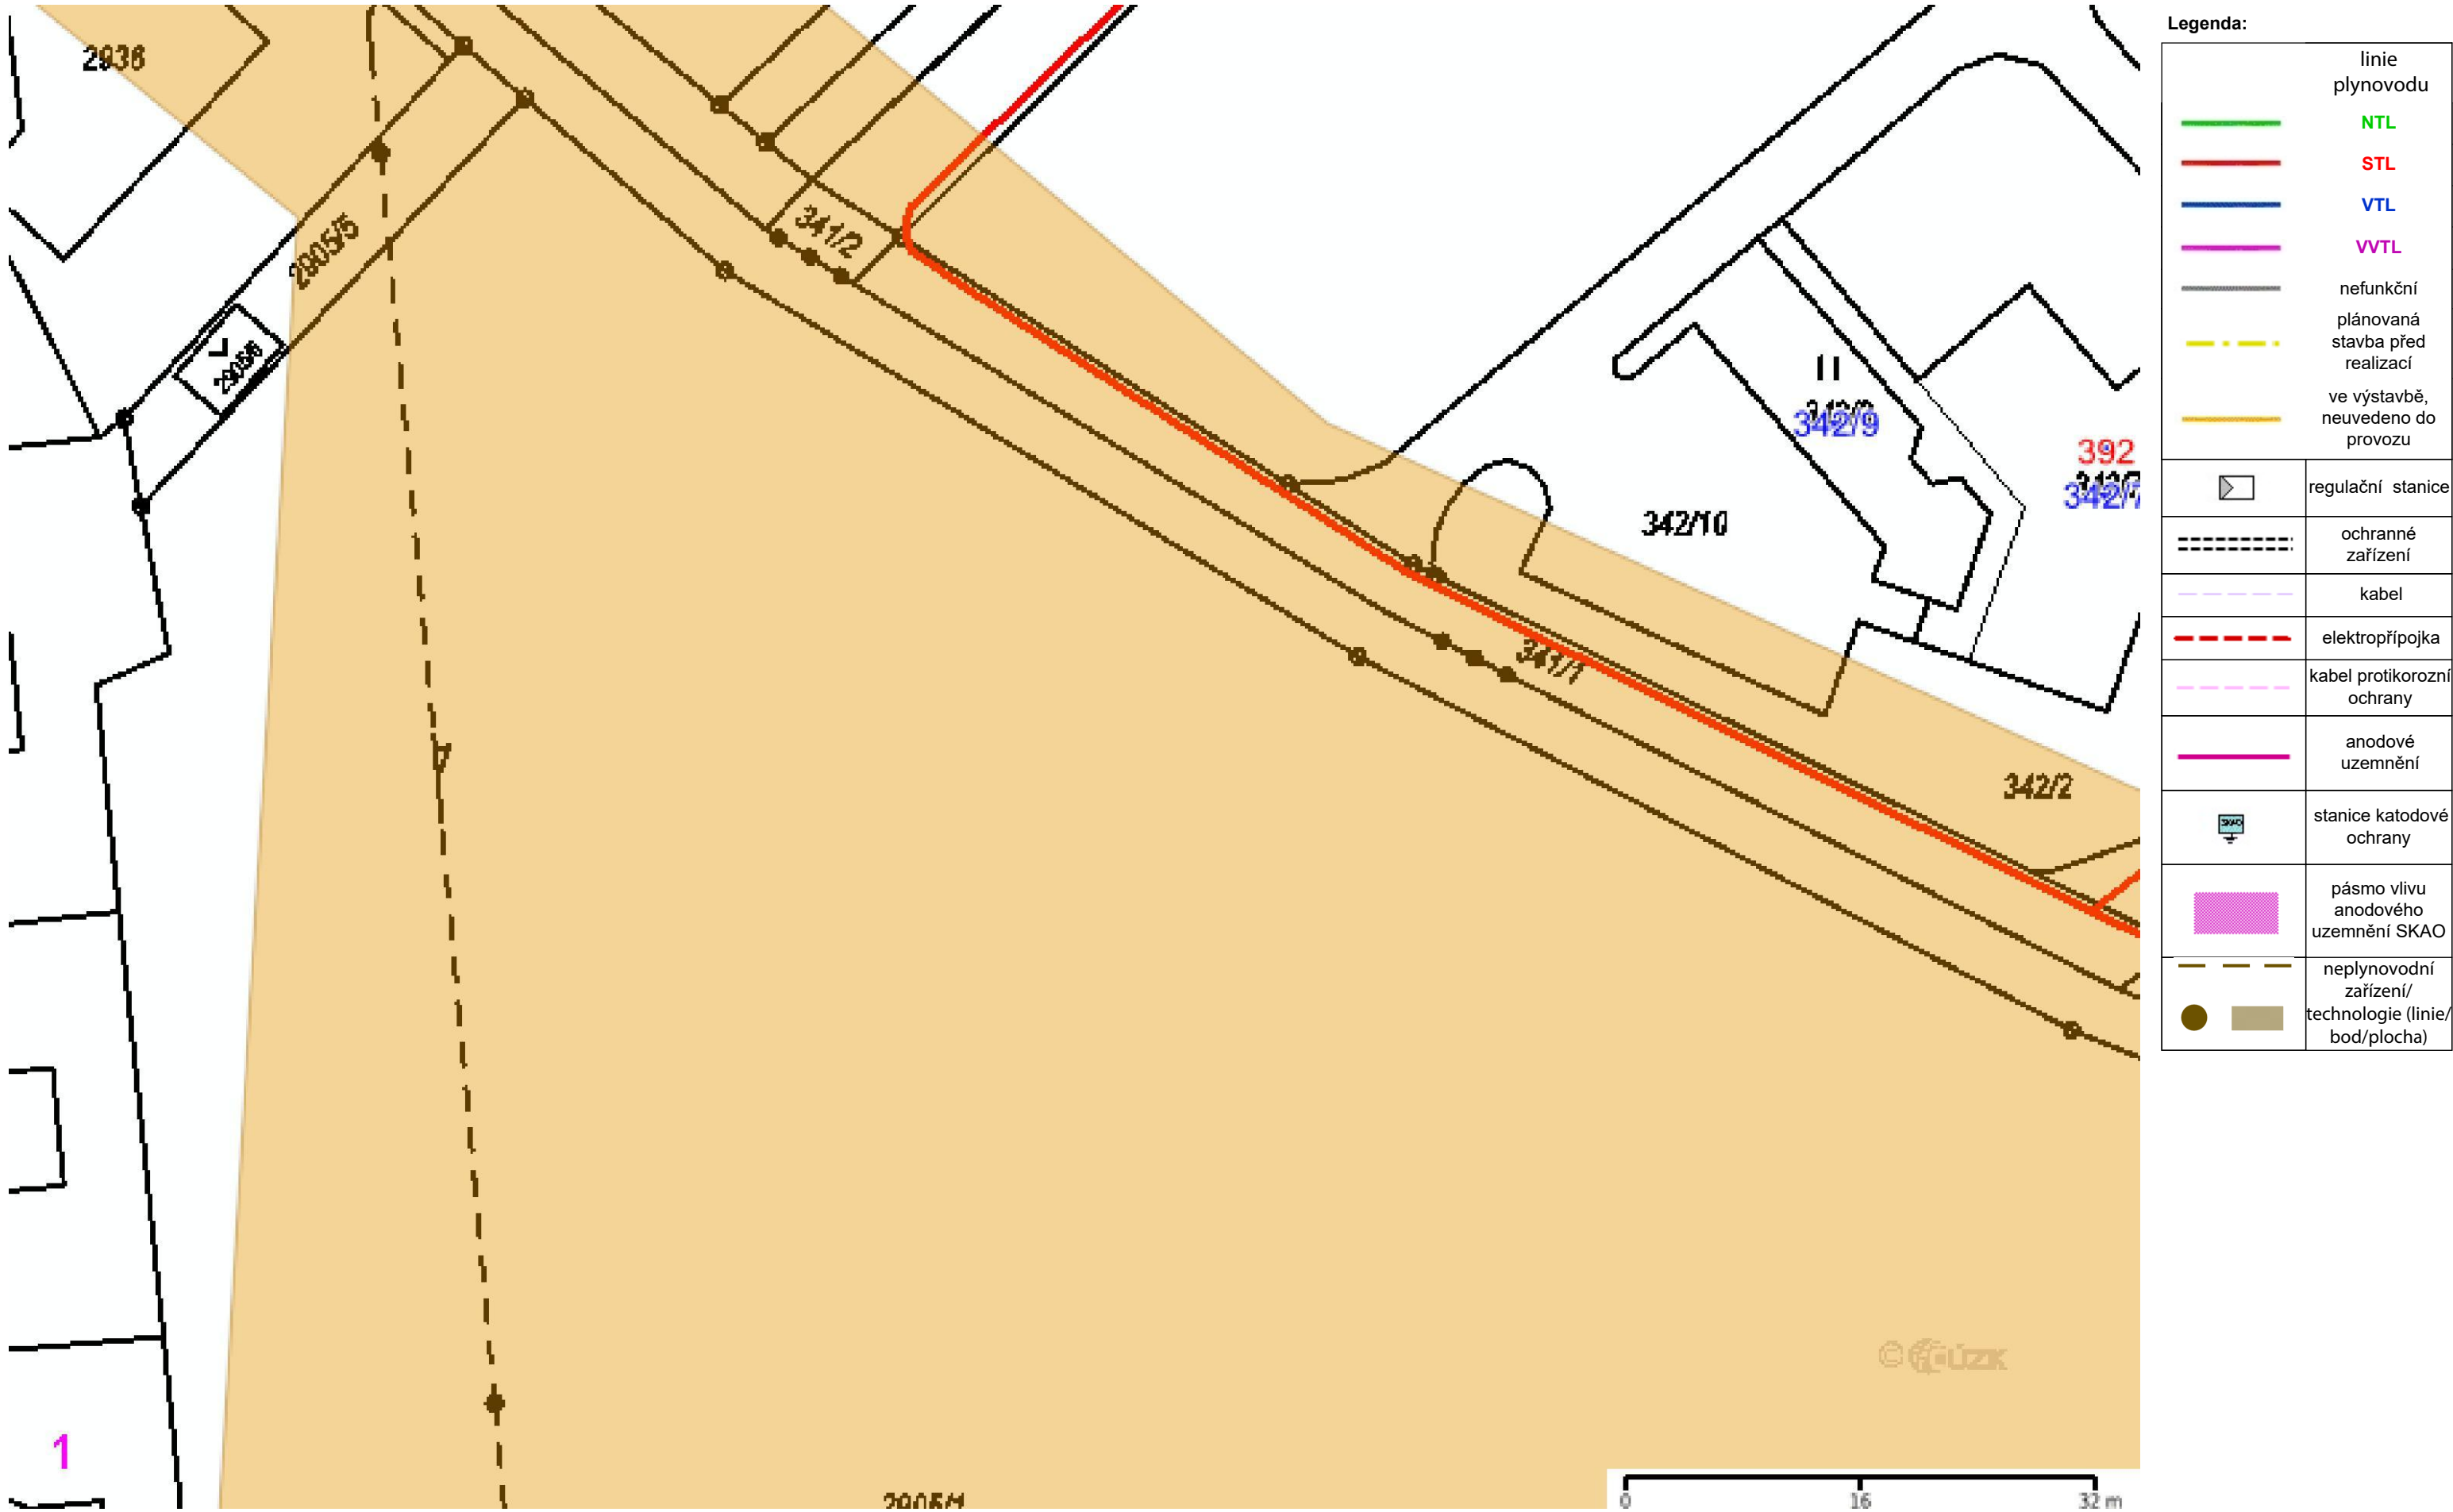 2936
2905/5
2905/6
341/2
342/9
392
342/10
341/1
342/2
1
2905/1
0 16 32 m
Legenda:
linie
plynovodu
NTL
STL
VTL
VVTL
nefunkční
plánovaná
stavba před
realizací
ve výstavbě,
neuvedeno do
provozu
regulační stanice
ochranné
zařízení
kabel
elektropřípojka
kabel protikorozní
ochrany
anodové
uzemnění
SKAO
stanice katodové
ochrany
pásmo vlivu
anodového
uzemnění SKAO
neplynovodní
zařízení/
technologie (linie/
bod/plocha)